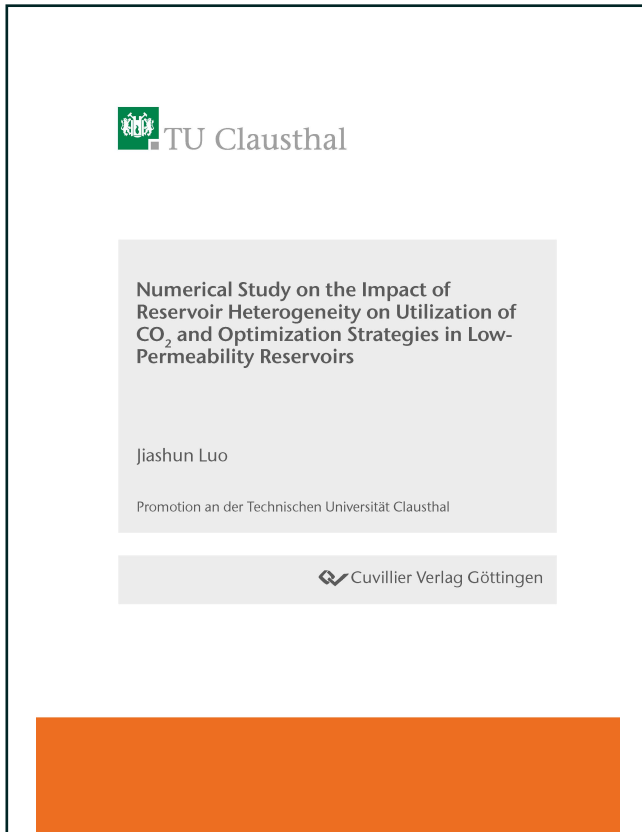 TU Clausthal
Numerical Study on the Impact of
Reservoir Heterogeneity on Utilization of
CO₂ and Optimization Strategies in Low-
Permeability Reservoirs
Jiashun Luo
Promotion an der Technischen Universität Clausthal
Cuvillier Verlag Göttingen